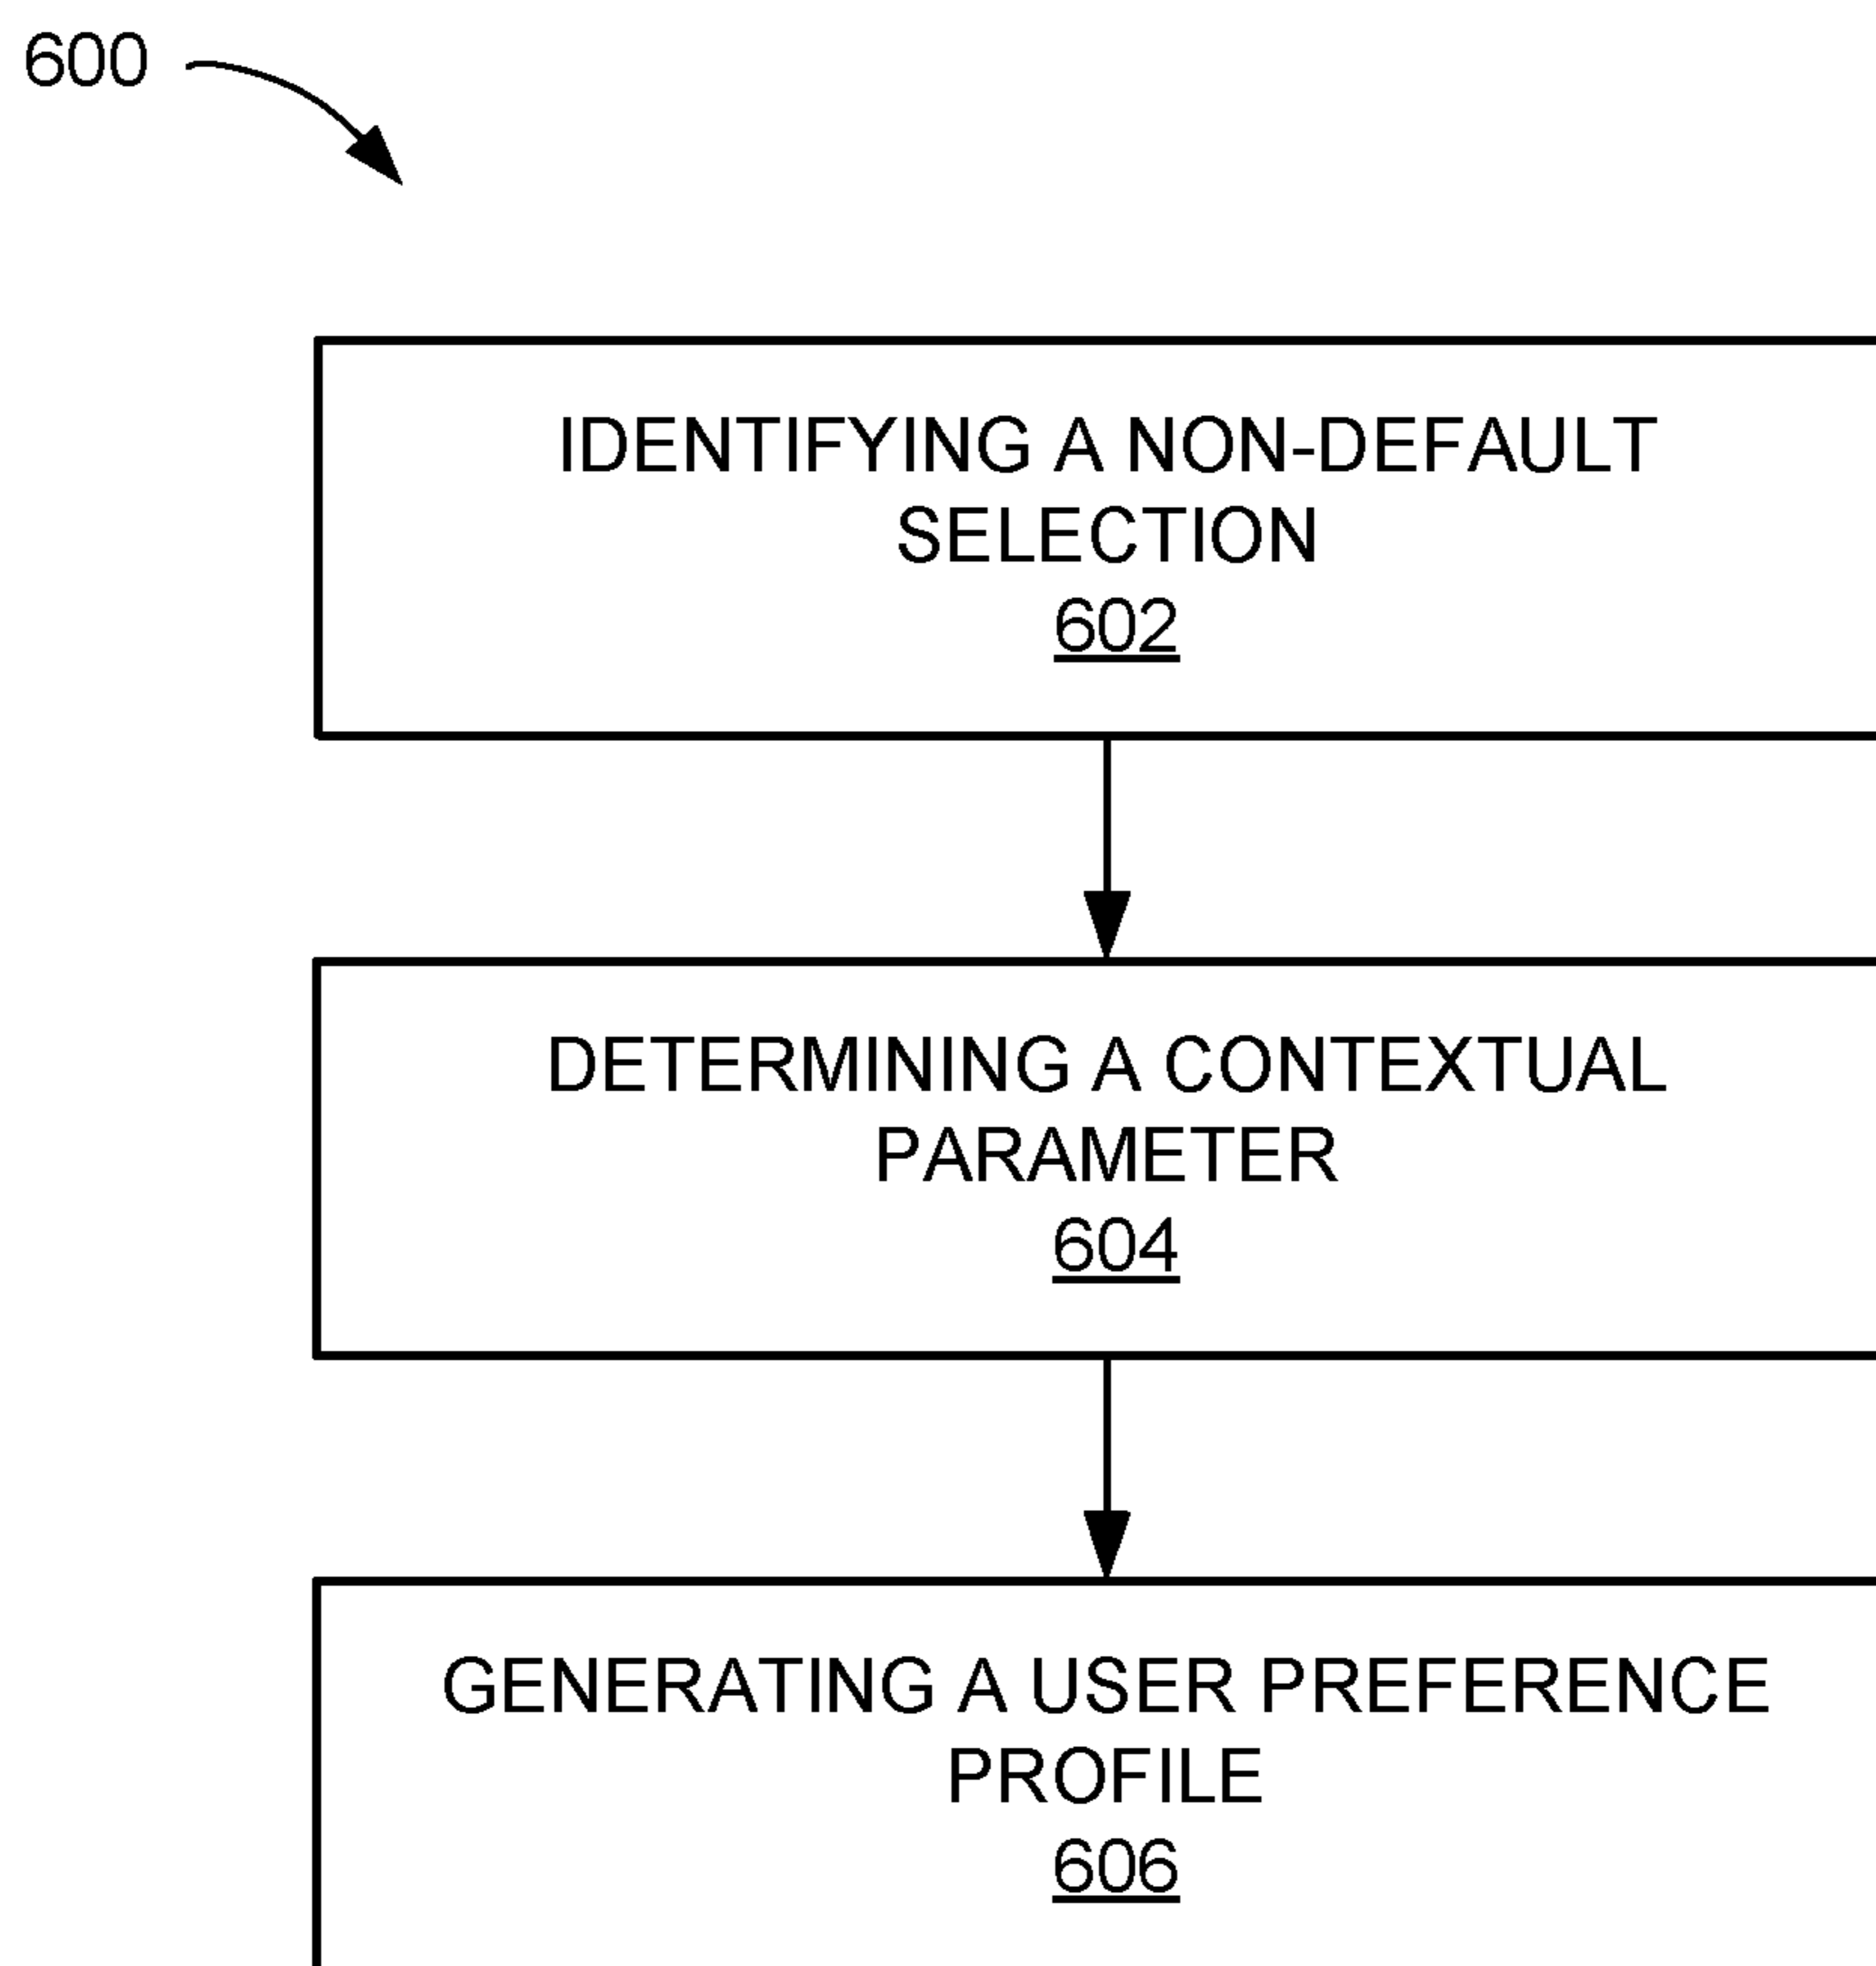 600
IDENTIFYING A NON-DEFAULT
SELECTION
602
DETERMINING A CONTEXTUAL
PARAMETER
604
GENERATING A USER PREFERENCE
PROFILE
606